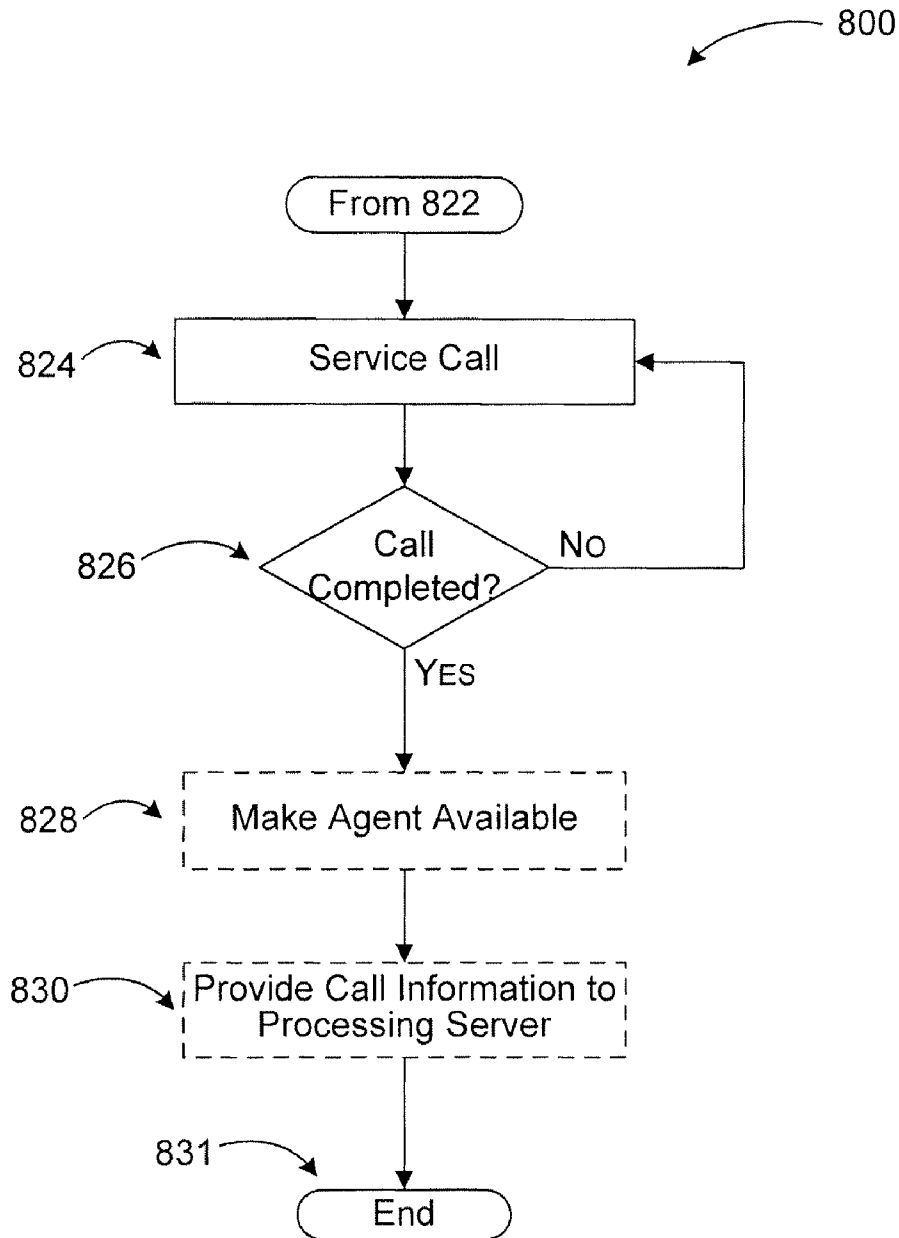 800
From 822
824
Service Call
826
Call
Completed?
No
YES
828
Make Agent Available
830
Provide Call Information to
Processing Server
831
End